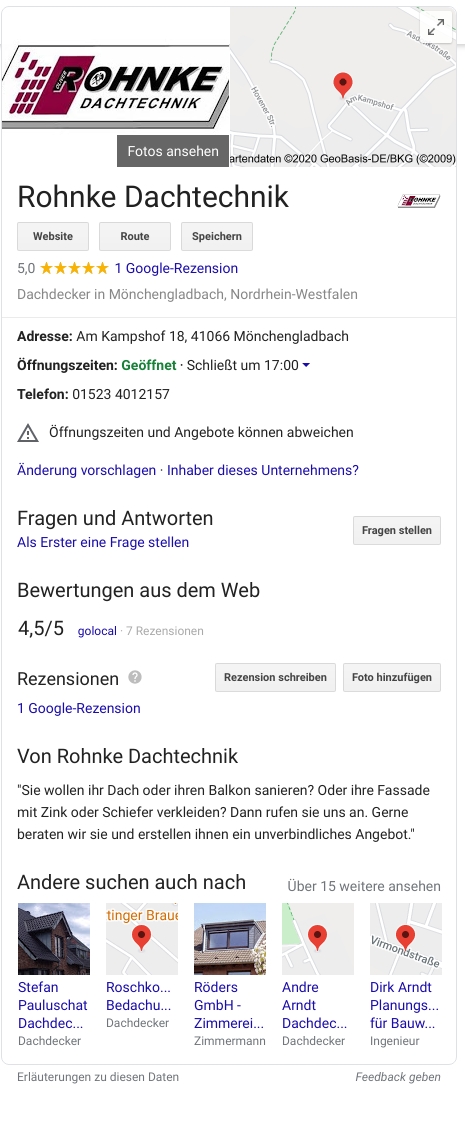 OLIVER
ROHNKE
DACHTECHNIK
Asd
straße
Hovener Str.
Am Kampshof
Fotos ansehen
artendaten ©2020 GeoBasis-DE/BKG (©2009)
Rohnke Dachtechnik
ROHNKE
Website
Route
Speichern
5,0 ★★★★★ 1 Google-Rezension
Dachdecker in Mönchengladbach, Nordrhein-Westfalen
Adresse: Am Kampshof 18, 41066 Mönchengladbach
Öffnungszeiten: Geöffnet · Schließt um 17:00
Telefon: 01523 4012157
Öffnungszeiten und Angebote können abweichen
Änderung vorschlagen · Inhaber dieses Unternehmens?
Fragen und Antworten
Fragen stellen
Als Erster eine Frage stellen
Bewertungen aus dem Web
4,5/5 golocal · 7 Rezensionen
Rezensionen ?
Rezension schreiben
Foto hinzufügen
1 Google-Rezension
Von Rohnke Dachtechnik
"Sie wollen ihr Dach oder ihren Balkon sanieren? Oder ihre Fassade
mit Zink oder Schiefer verkleiden? Dann rufen sie uns an. Gerne
beraten wir sie und erstellen ihnen ein unverbindliches Angebot."
Andere suchen auch nach
Über 15 weitere ansehen
tinger Braue
Virmondstraße
Stefan
Pauluschat
Dachdec...
Dachdecker
Roschko...
Bedachu...
Dachdecker
Röders
GmbH -
Zimmerei...
Zimmermann
Andre
Arndt
Dachdec...
Dachdecker
Dirk Arndt
Planungs...
für Bauw...
Ingenieur
Erläuterungen zu diesen Daten
Feedback geben